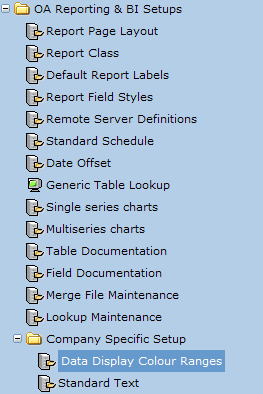 OA Reporting & BI Setups
Report Page Layout
Report Class
Default Report Labels
Report Field Styles
Remote Server Definitions
Standard Schedule
Date Offset
Generic Table Lookup
Single series charts
Multiseries charts
Table Documentation
Field Documentation
Merge File Maintenance
Lookup Maintenance
Company Specific Setup
Data Display Colour Ranges
Standard Text